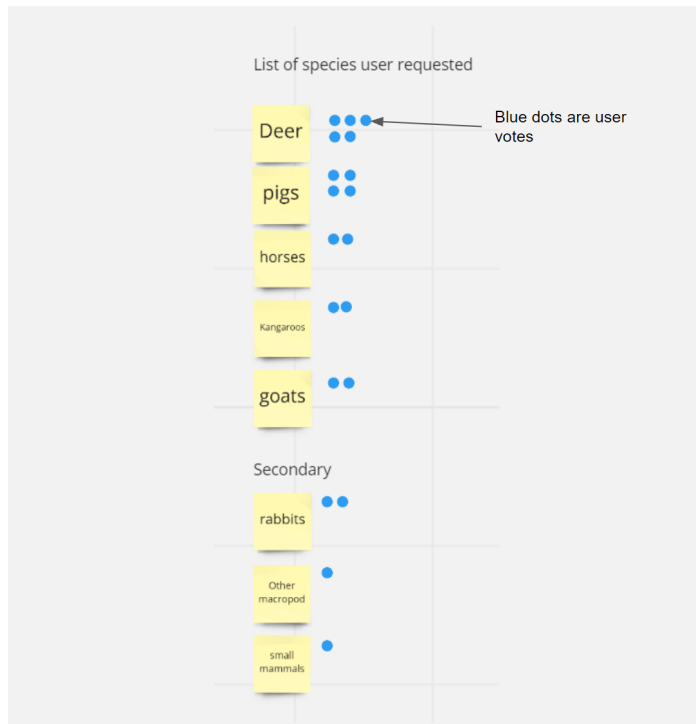 List of species user requested
Deer
Blue dots are user
votes
pigs
horses
Kangaroos
goats
Secondary
rabbits
Other
macropod
small
mammals